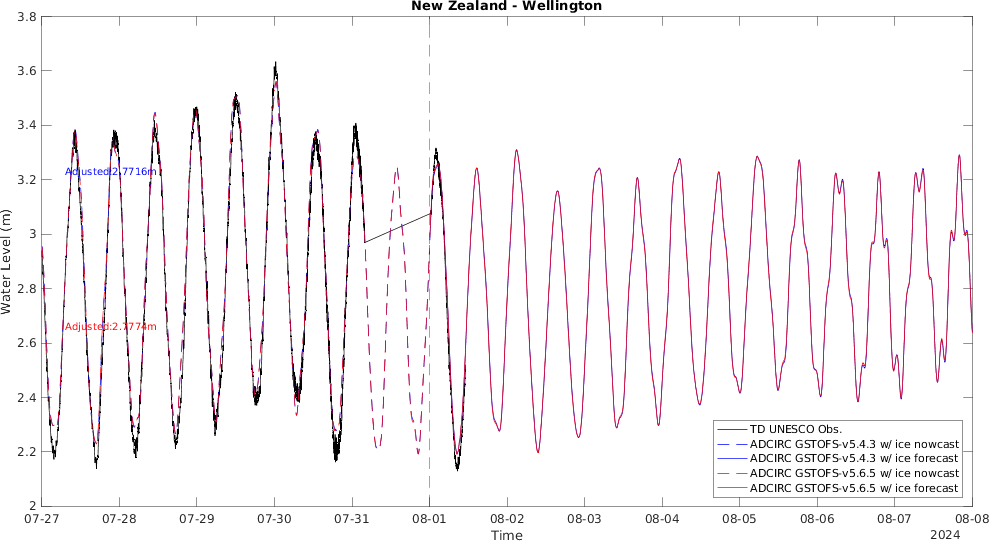 New Zealand - Wellington
3.8
3.6
3.4
3.2
3
2.8
2.6
2.4
2.2
2
Water Level (m)
Adjusted:2.7716m
Adjusted:2.7774m
TD UNESCO Obs.
ADCIRC GSTOFS-v5.4.3 w/ ice nowcast
ADCIRC GSTOFS-v5.4.3 w/ ice forecast
ADCIRC GSTOFS-v5.6.5 w/ ice nowcast
ADCIRC GSTOFS-v5.6.5 w/ ice forecast
07-27 07-28 07-29 07-30 07-31 08-01 08-02 08-03 08-04 08-05 08-06 08-07 08-08
Time
2024